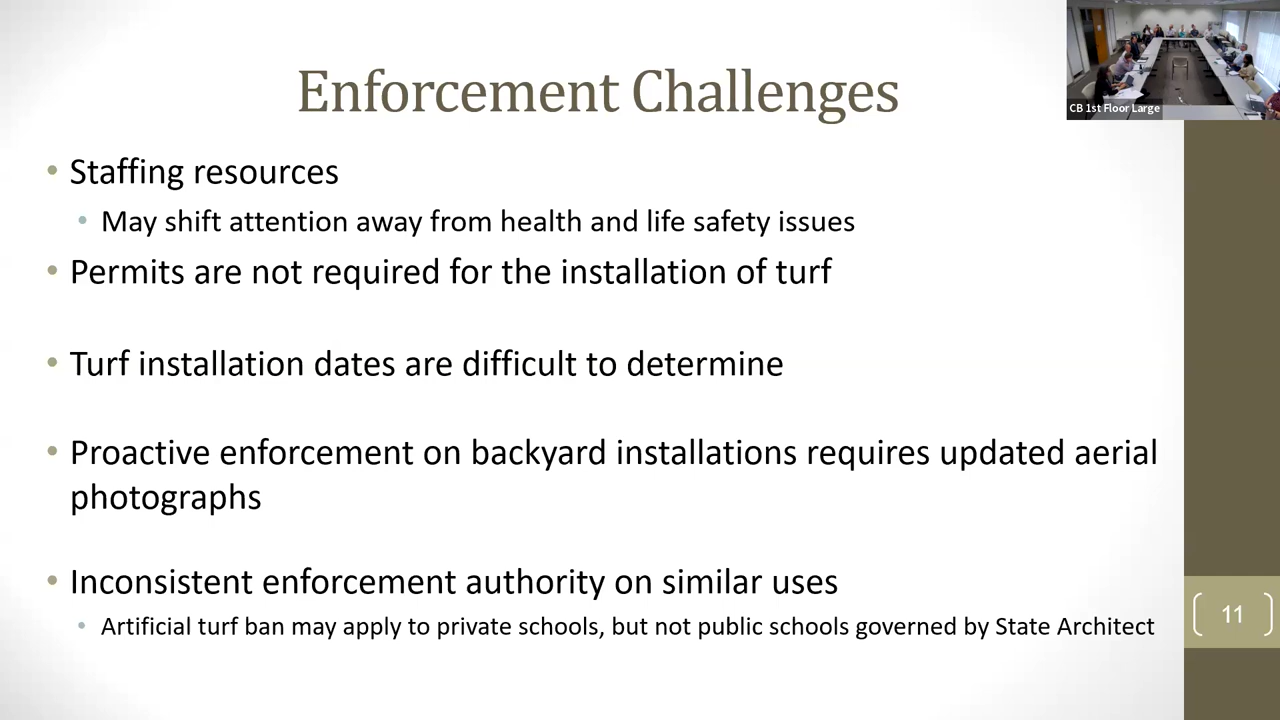 Enforcement Challenges
CB 1st Floor Large
• Staffing resources
• May shift attention away from health and life safety issues
• Permits are not required for the installation of turf
• Turf installation dates are difficult to determine
• Proactive enforcement on backyard installations requires updated aerial
photographs
• Inconsistent enforcement authority on similar uses
• Artificial turf ban may apply to private schools, but not public schools governed by State Architect
11